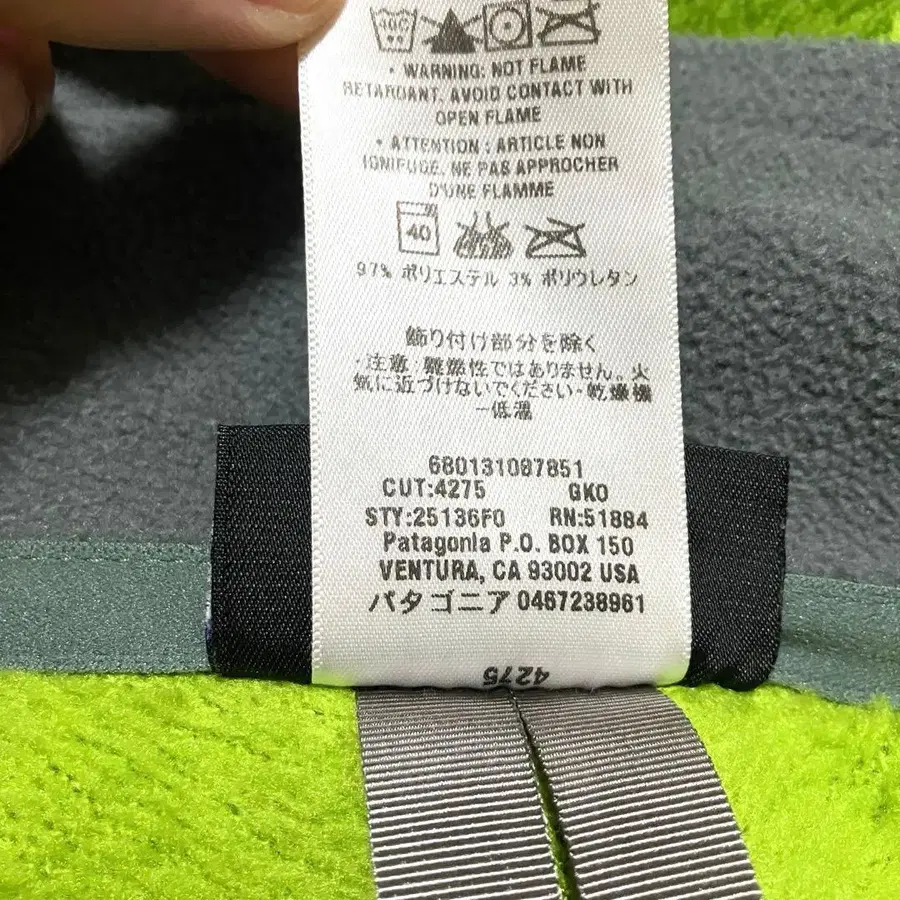 • WARNING: NOT FLAME
RETARDANT. AVOID CONTACT WITH
OPEN FLAME
• ATTENTION : ARTICLE NON
IGNIFUGE. NE PAS APPROCHER
D'UNE FLAMME
40
97% ポリエステル 3% ポリウレタン
飾り付け部分を除く
・注意：難燃性ではありません。火
気に近づけないでください・乾燥機
－低温
680131087851
CUT:4275 GKO
STY:25136F0 RN:51884
Patagonia P.O. BOX 150
VENTURA, CA 93002 USA
パタゴニア 0467238961
4275